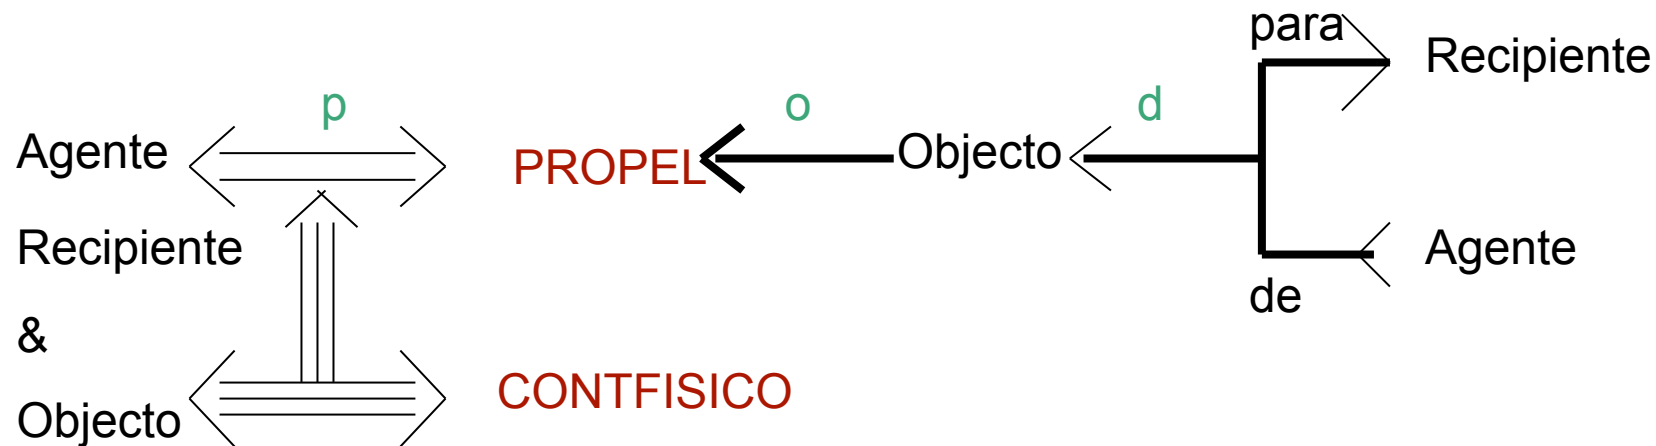 para
Recipiente
p
o
d
Agente
PROPEL
Objecto
Recipiente
Agente
de
&
CONTFISICO
Objecto